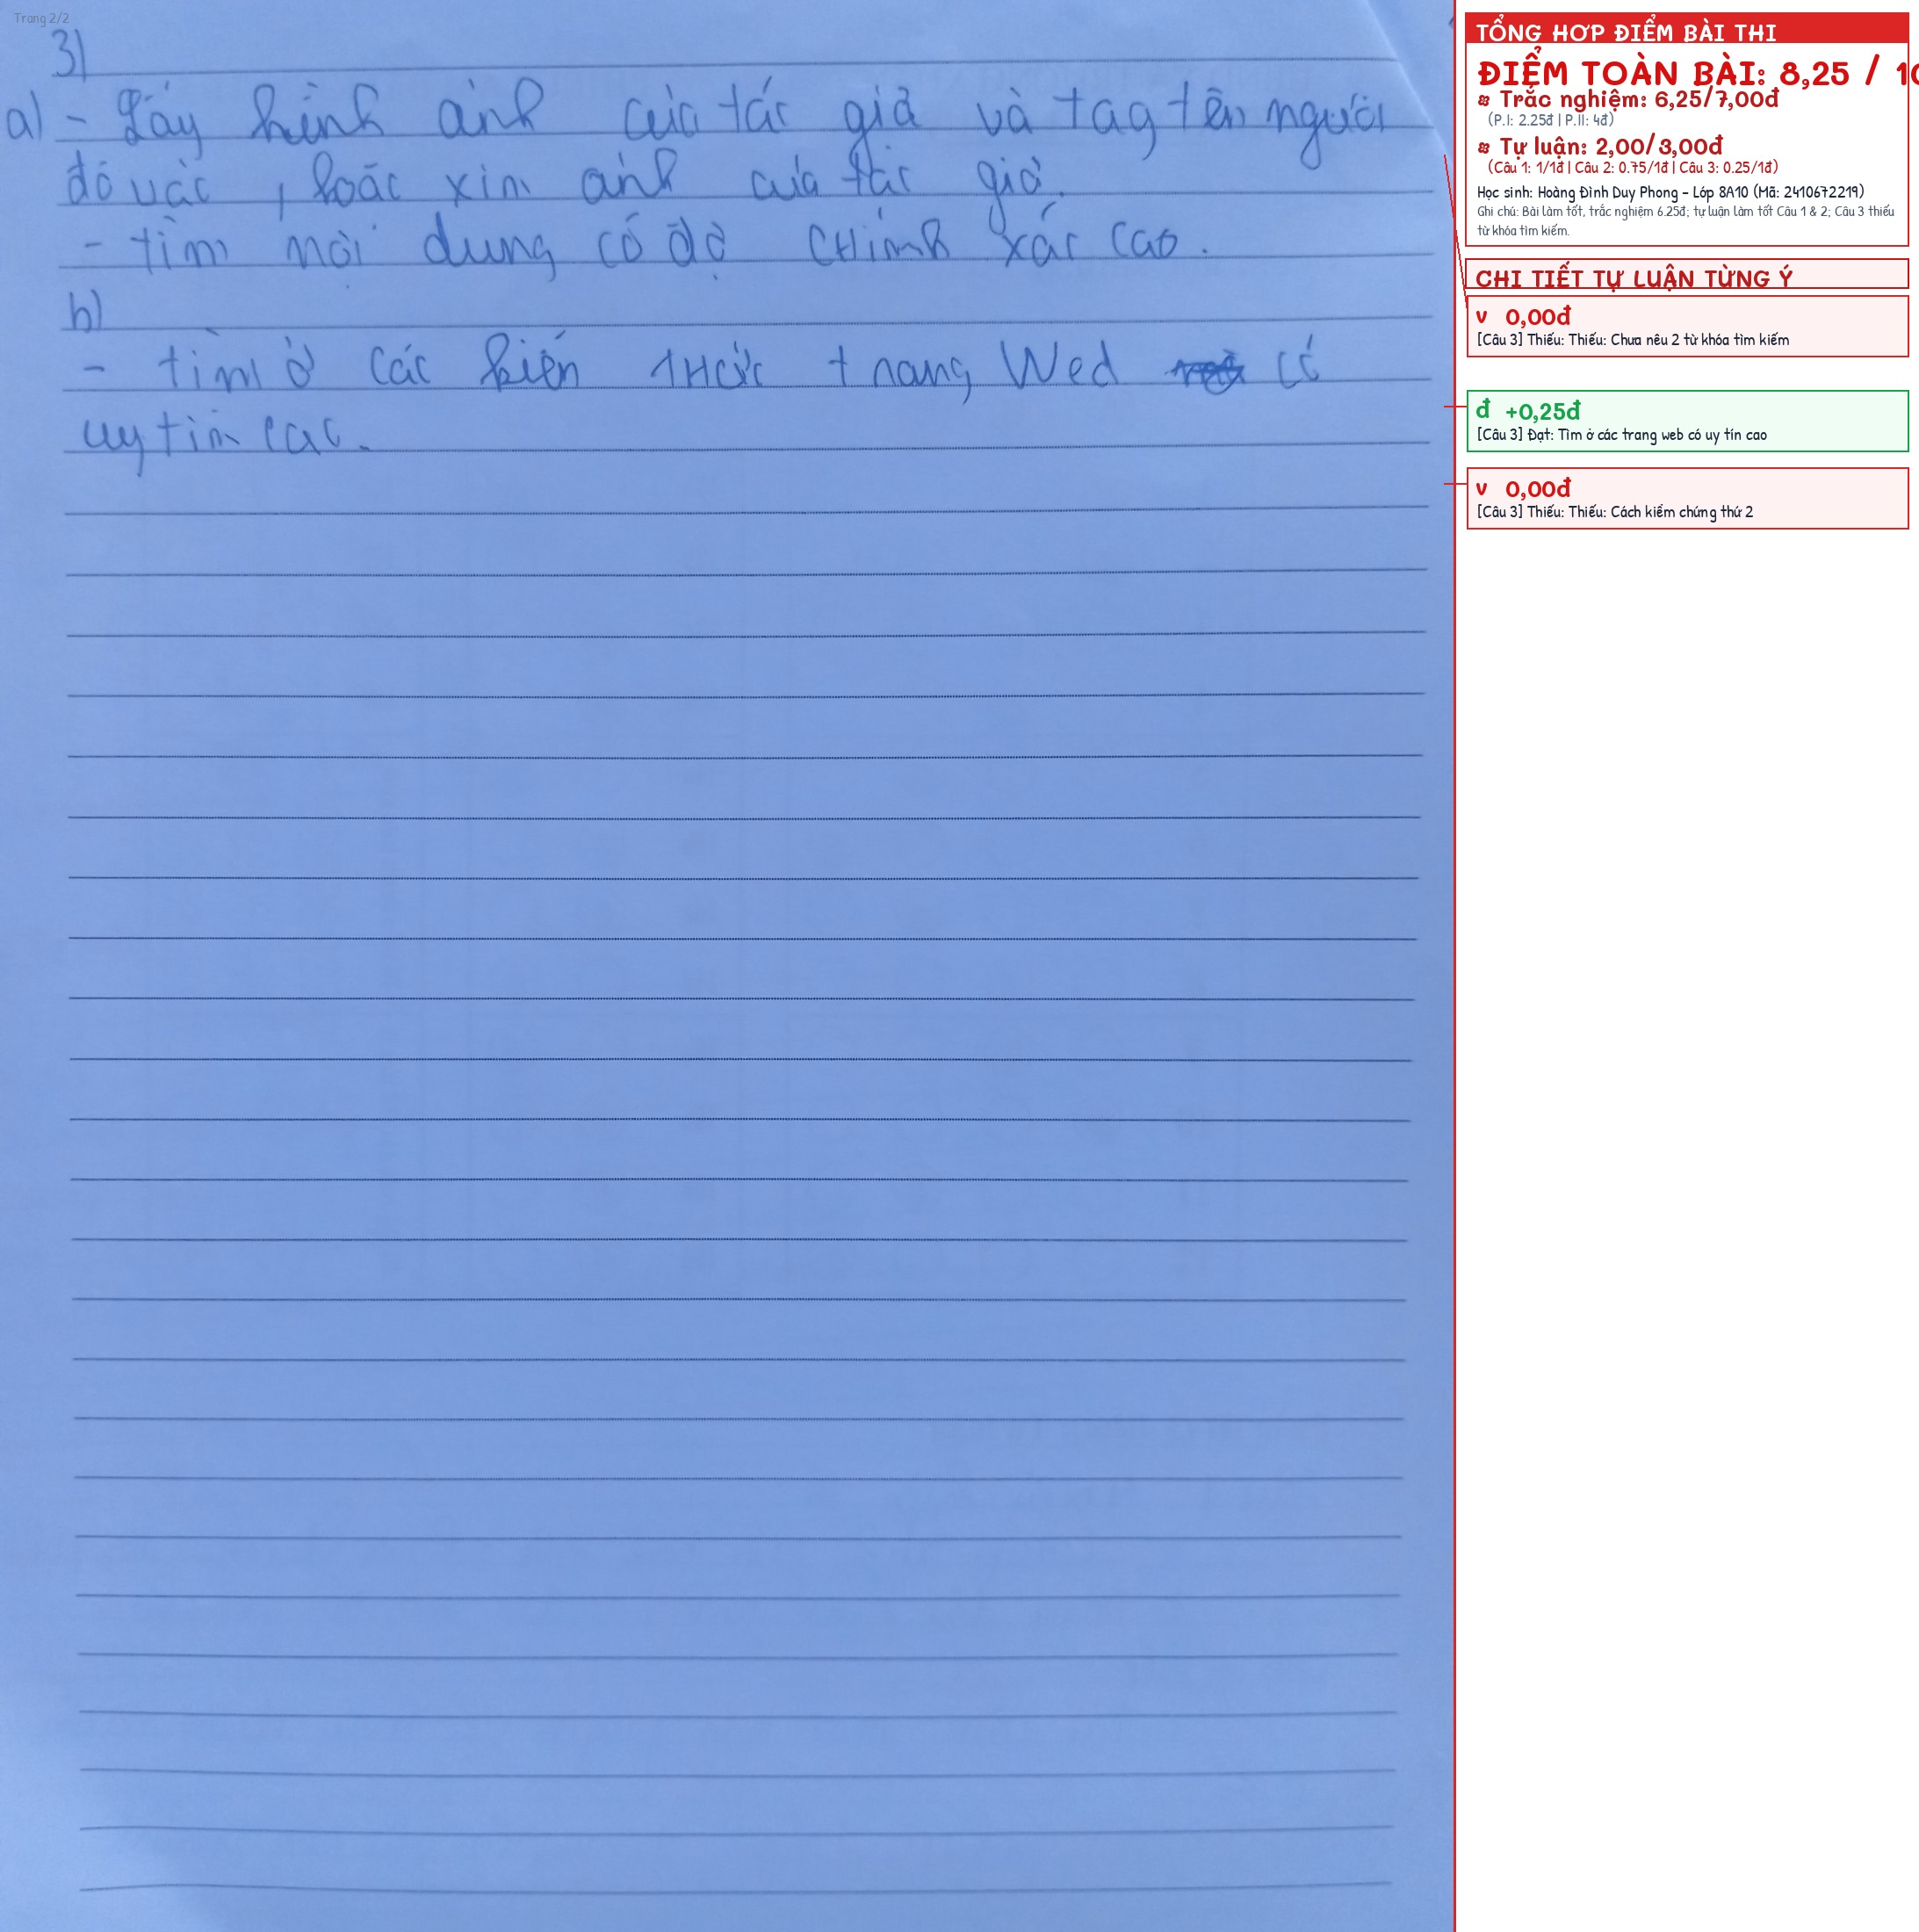 Trang 2/2
3)
a) - Lấy hình ảnh của tác giả và tag tên người
đó vào, hoặc xin ảnh của tác giả.
- tìm nội dung có độ chính xác cao.
b)
- tìm ở các kiến thức trang Wed có
uy tín cao.
TỔNG HỢP ĐIỂM BÀI THI
ĐIỂM TOÀN BÀI: 8,25 / 10
Trắc nghiệm: 6,25/7,00đ
(P.I: 2.25đ | P.II: 4đ)
Tự luận: 2,00/3,00đ
(Câu 1: 1/1đ | Câu 2: 0.75/1đ | Câu 3: 0.25/1đ)
Học sinh: Hoàng Đình Duy Phong - Lớp 8A10 (Mã: 2410672219)
Ghi chú: Bài làm tốt, trắc nghiệm 6.25đ; tự luận làm tốt Câu 1 & 2; Câu 3 thiếu
từ khóa tìm kiếm.
CHI TIẾT TỰ LUẬN TỪNG Ý
v 0,00đ
[Câu 3] Thiếu: Thiếu: Chưa nêu 2 từ khóa tìm kiếm
đ +0,25đ
[Câu 3] Đạt: Tìm ở các trang web có uy tín cao
v 0,00đ
[Câu 3] Thiếu: Thiếu: Cách kiểm chứng thứ 2